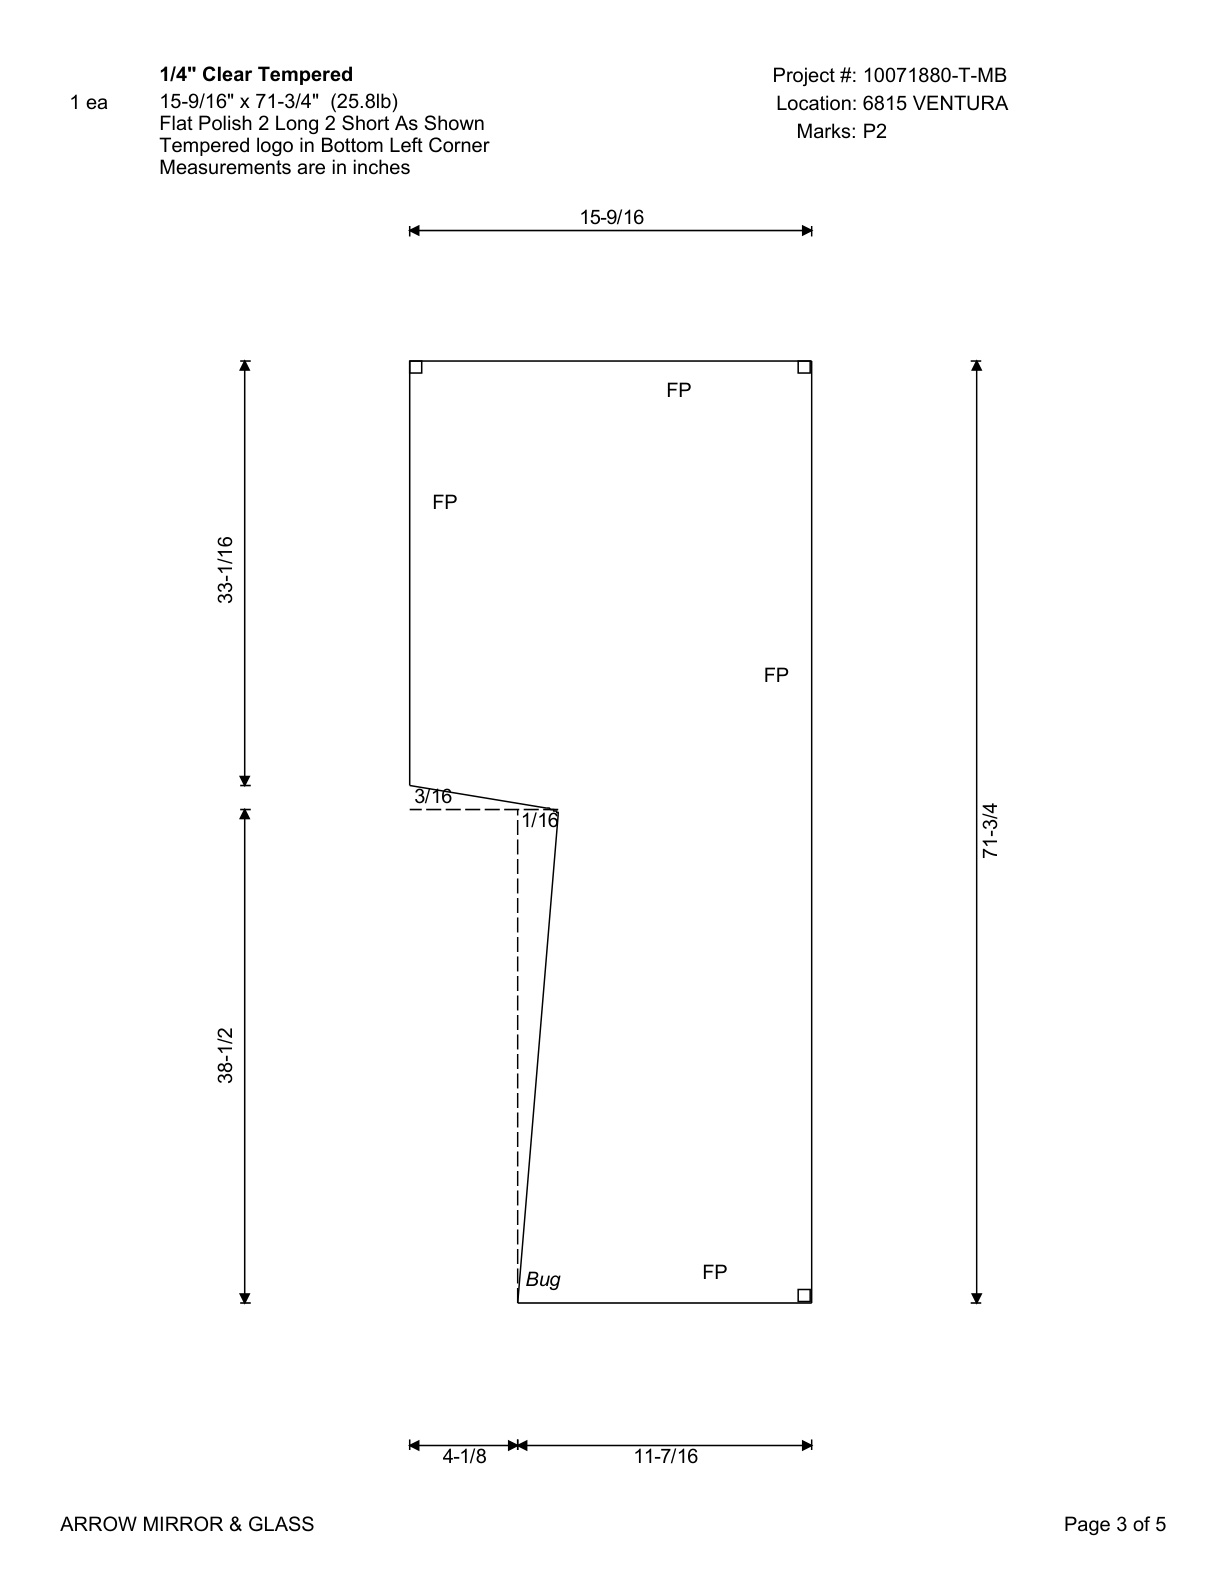 1/4" Clear Tempered
1 ea
15-9/16" x 71-3/4" (25.8lb)
Flat Polish 2 Long 2 Short As Shown
Tempered logo in Bottom Left Corner
Measurements are in inches
Project #: 10071880-T-MB
Location: 6815 VENTURA
Marks: P2
15-9/16
FP
FP
33-1/16
FP
3/16
1/16
71-3/4
38-1/2
Bug
FP
4-1/8
11-7/16
ARROW MIRROR & GLASS
Page 3 of 5